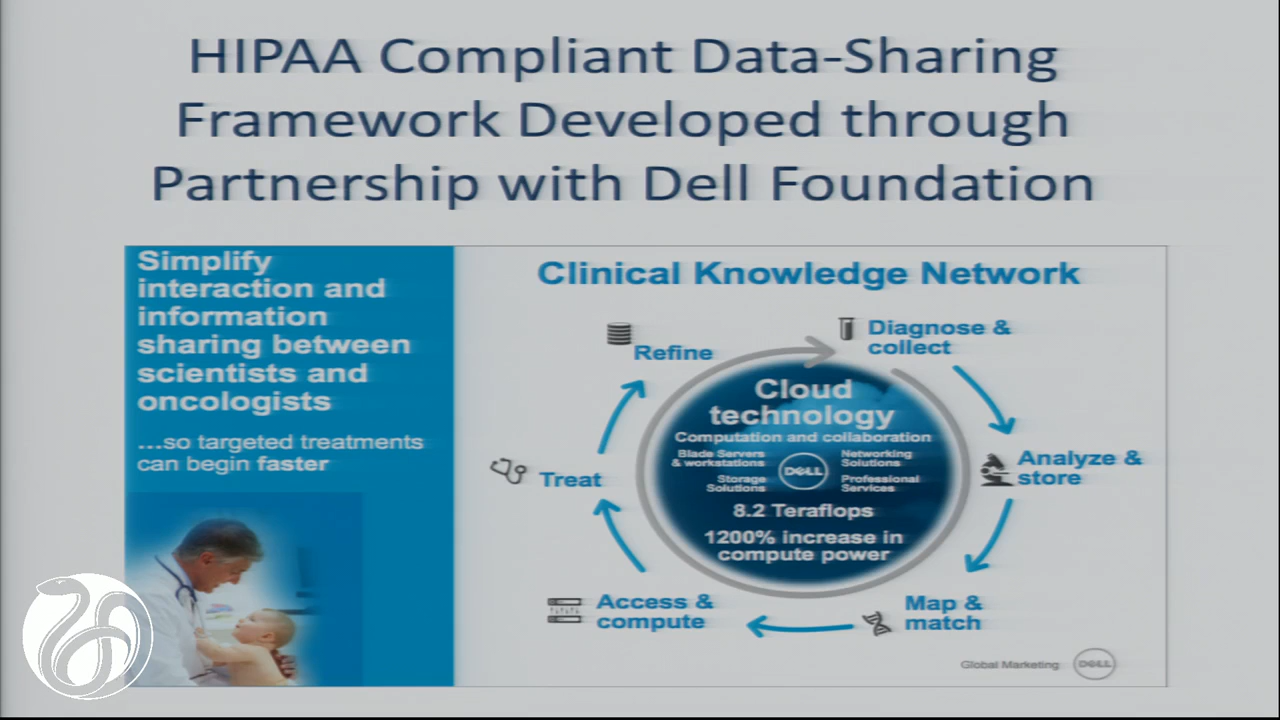 HIPAA Compliant Data-Sharing
Framework Developed through
Partnership with Dell Foundation
Simplify
interaction and
information
sharing between
scientists and
oncologists
...so targeted treatments
can begin faster
Clinical Knowledge Network
Diagnose &
collect
Analyze &
store
Map &
match
Access &
compute
Treat
Refine
Cloud
technology
Computation and collaboration
Blade Servers
& workstations
Networking
Solutions
DELL
Storage
Solutions
Professional
Services
8.2 Teraflops
1200% increase in
compute power
Global Marketing
DELL